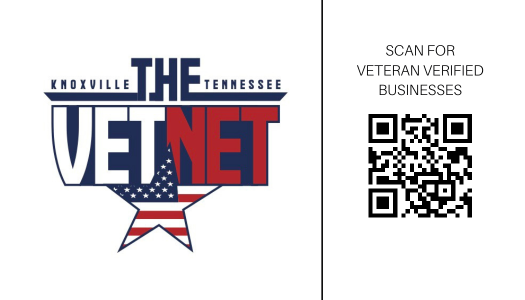 THE
KNOXVILLE TENNESSEE
VETNET
SCAN FOR
VETERAN VERIFIED
BUSINESSES